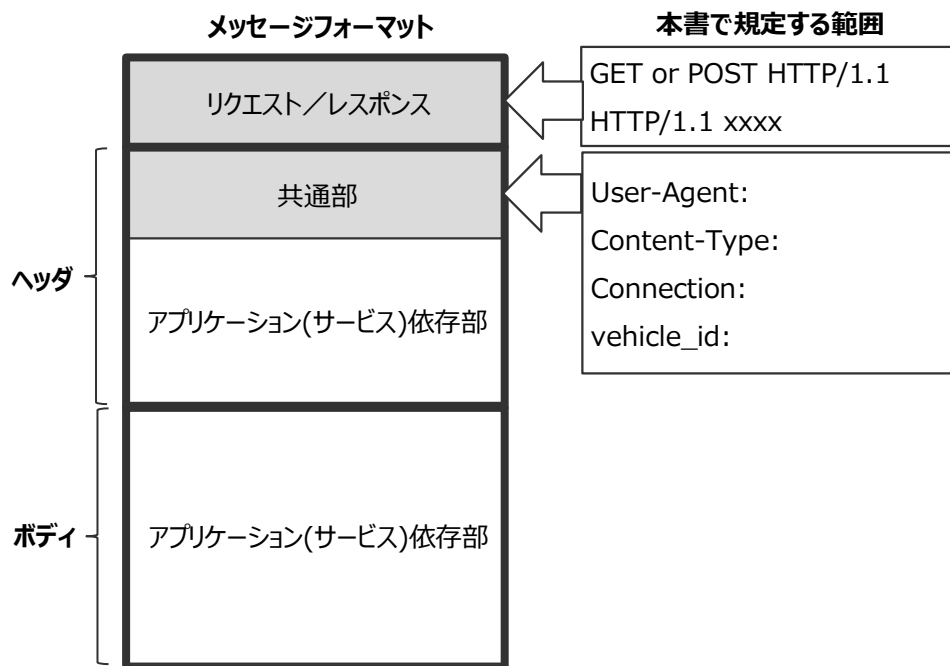 メッセージフォーマット
本書で規定する範囲
リクエスト／レスポンス
GET or POST HTTP/1.1
HTTP/1.1 xxxx
ヘッダ
共通部
User-Agent:
Content-Type:
Connection:
vehicle_id:
アプリケーション(サービス)依存部
ボディ
アプリケーション(サービス)依存部